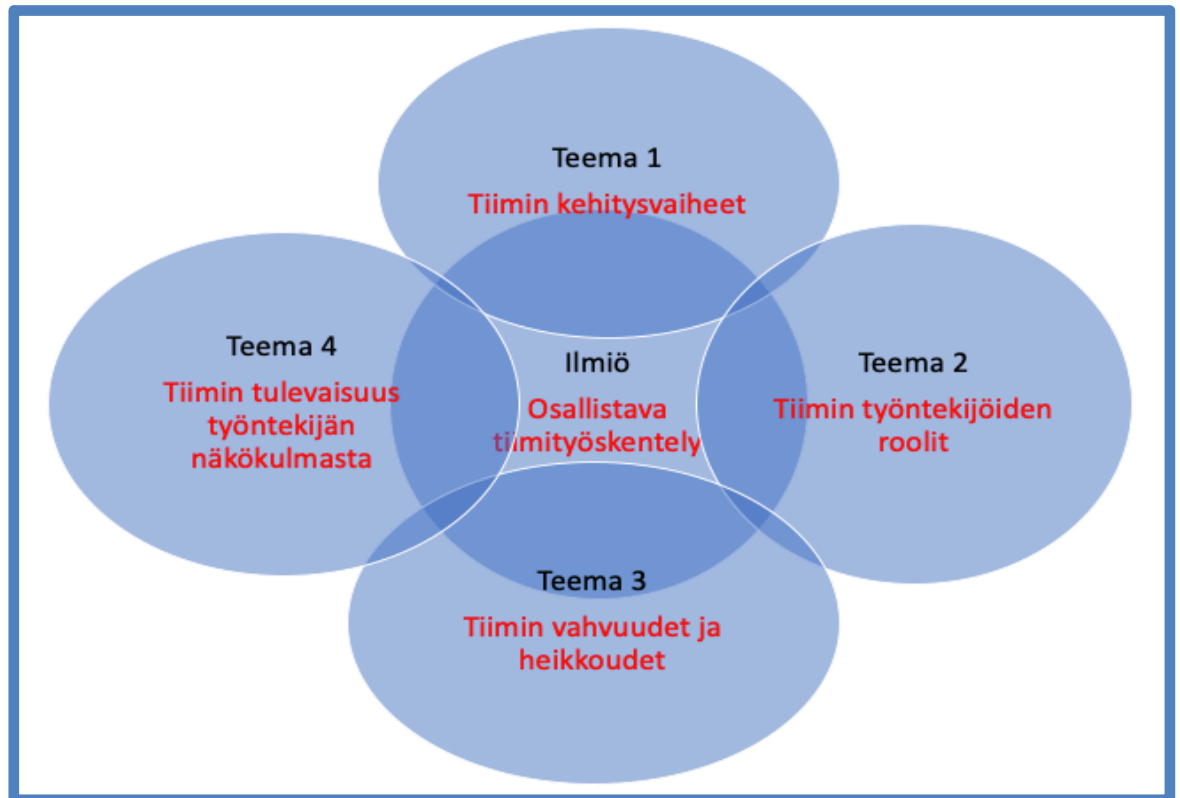 Teema 1
Tiimin kehitysvaiheet
Teema 4
Tiimin tulevaisuus
työntekijän
näkökulmasta
Ilmiö
Osallistava
tiimityöskentely
Teema 2
Tiimin työntekijöiden
roolit
Teema 3
Tiimin vahvuudet ja
heikkoudet